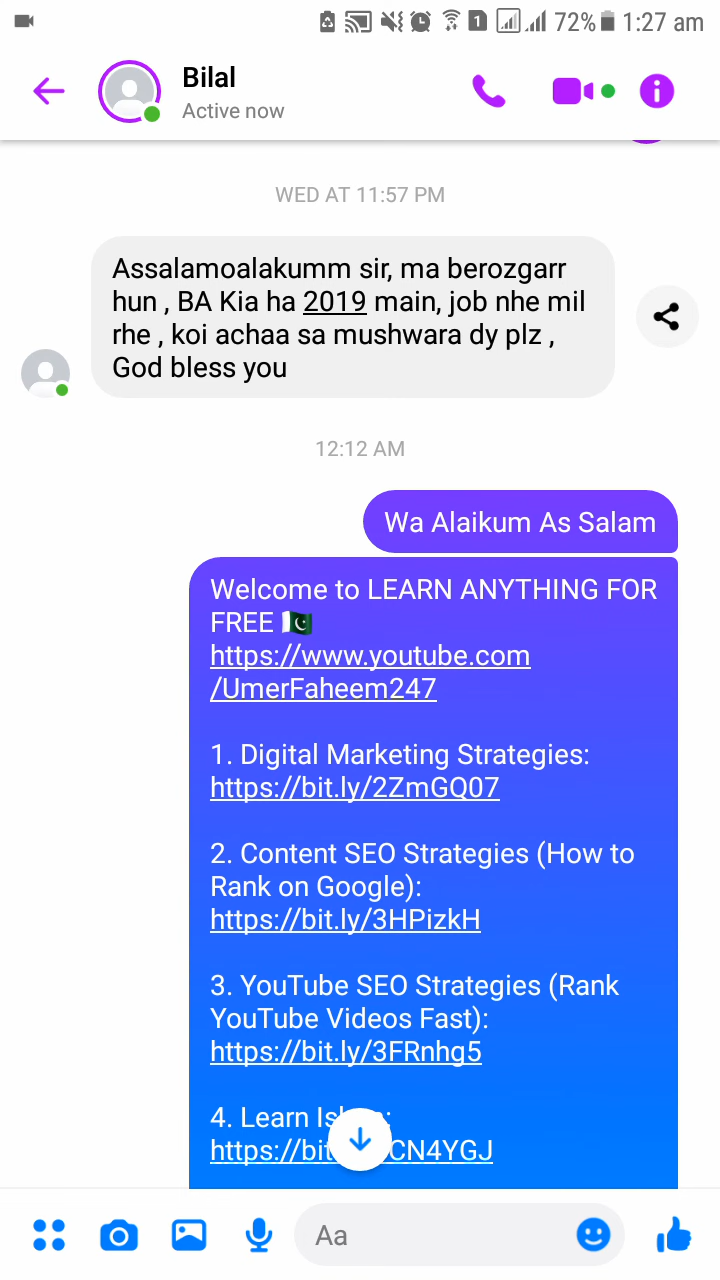 1 72% 1:27 am
Bilal
Active now
WED AT 11:57 PM
Assalamoalakumm sir, ma berozgarr
hun , BA Kia ha 2019 main, job nhe mil
rhe , koi achaa sa mushwara dy plz ,
God bless you
12:12 AM
Wa Alaikum As Salam
Welcome to LEARN ANYTHING FOR
FREE 🇵🇰
https://www.youtube.com
/UmerFaheem247
1. Digital Marketing Strategies:
https://bit.ly/2ZmGQ07
2. Content SEO Strategies (How to
Rank on Google):
https://bit.ly/3HPizkH
3. YouTube SEO Strategies (Rank
YouTube Videos Fast):
https://bit.ly/3FRnhg5
4. Learn
Aa